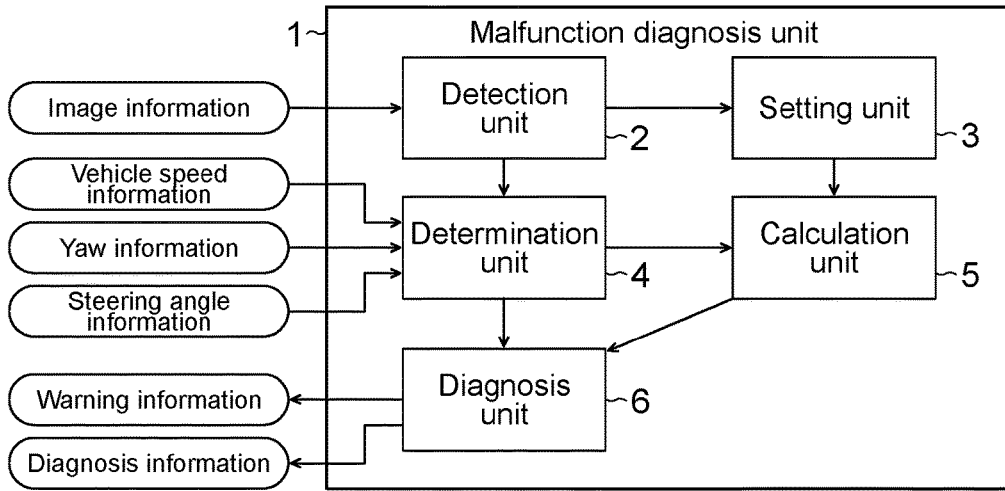 1
Malfunction diagnosis unit
Image information
Detection
unit
2
Setting unit
3
Vehicle speed
information
Yaw information
Steering angle
information
Determination
unit
4
Calculation
unit
5
Warning information
Diagnosis information
Diagnosis
unit
6